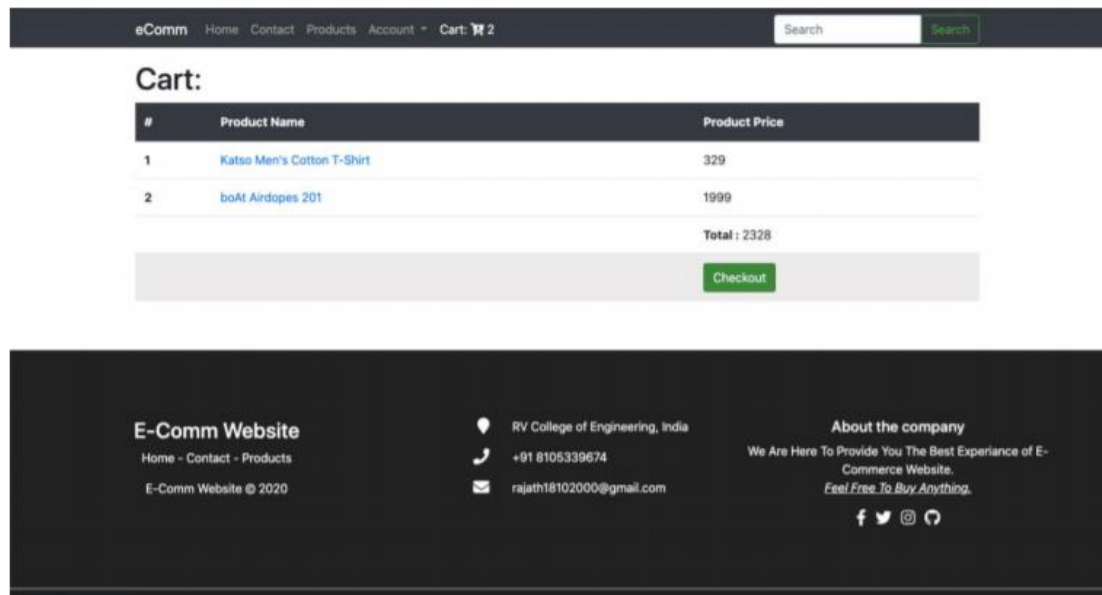 eComm Home Contact Products Account Cart: 2 Search Search
Cart:
# Product Name Product Price
1 Katso Men's Cotton T-Shirt 329
2 boAt Airdopes 201 1999
Total : 2328
Checkout
E-Comm Website
Home - Contact - Products
E-Comm Website © 2020
RV College of Engineering, India
+91 8105339674
rajath18102000@gmail.com
About the company
We Are Here To Provide You The Best Experiance of E-
Commerce Website.
Feel Free To Buy Anything.